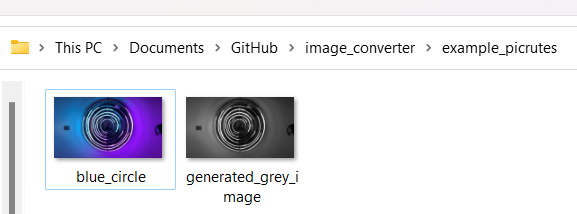 This PC > Documents > GitHub > image_converter > example_picrutes
blue_circle
generated_grey_i
mage